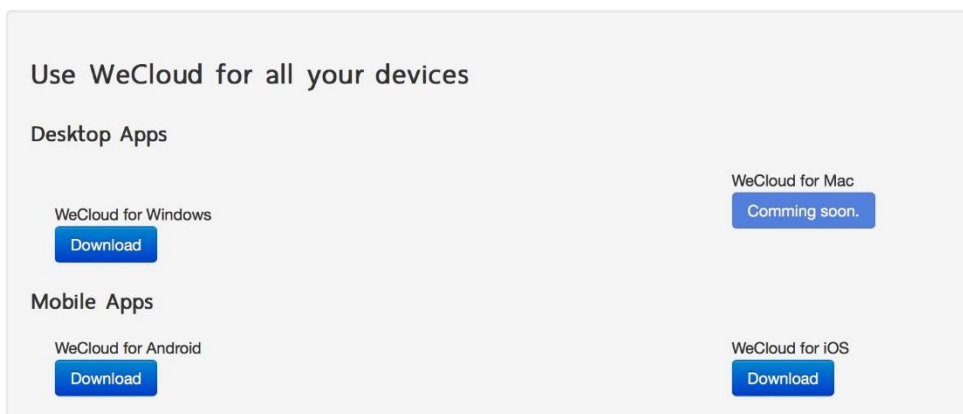 Use WeCloud for all your devices
Desktop Apps
WeCloud for Mac
Comming soon.
WeCloud for Windows
Download
Mobile Apps
WeCloud for Android
Download
WeCloud for iOS
Download